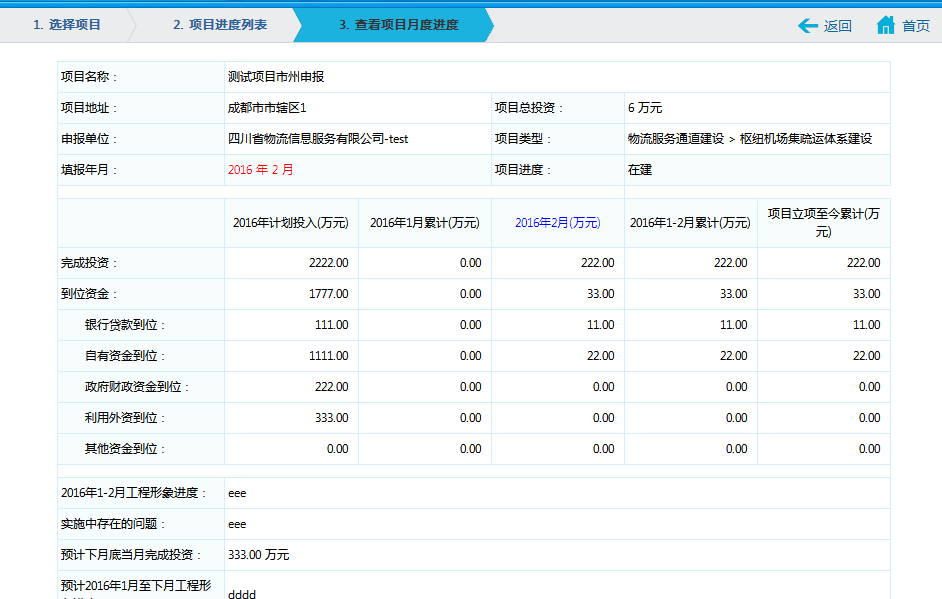 1. 选择项目 2. 项目进度列表 3. 查看项目月度进度 返回 首页
项目名称： 测试项目市州申报
项目地址： 成都市市辖区1 项目总投资： 6 万元
申报单位： 四川省物流信息服务有限公司-test 项目类型： 物流服务通道建设 > 枢纽机场集疏运体系建设
填报年月： 2016 年 2 月 项目进度： 在建
2016年计划投入(万元) 2016年1月累计(万元) 2016年2月(万元) 2016年1-2月累计(万元) 项目立项至今累计(万
元)
完成投资： 2222.00 0.00 222.00 222.00 222.00
到位资金： 1777.00 0.00 33.00 33.00 33.00
银行贷款到位： 111.00 0.00 11.00 11.00 11.00
自有资金到位： 1111.00 0.00 22.00 22.00 22.00
政府财政资金到位： 222.00 0.00 0.00 0.00 0.00
利用外资到位： 333.00 0.00 0.00 0.00 0.00
其他资金到位： 0.00 0.00 0.00 0.00 0.00
2016年1-2月工程形象进度： eee
实施中存在的问题： eee
预计下月底当月完成投资： 333.00 万元
预计2016年1月至下月工程形
dddd